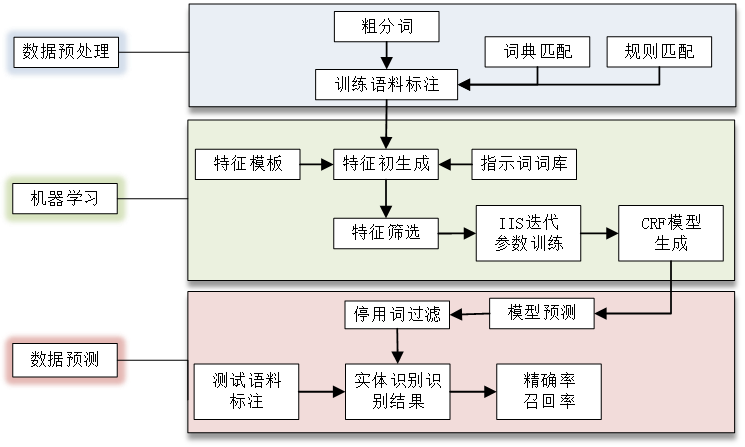 粗分词
数据预处理
词典匹配
规则匹配
训练语料标注
特征模板
特征初生成
指示词词库
机器学习
特征筛选
IIS迭代
参数训练
CRF模型
生成
停用词过滤
模型预测
数据预测
测试语料
标注
实体识别识
别结果
精确率
召回率